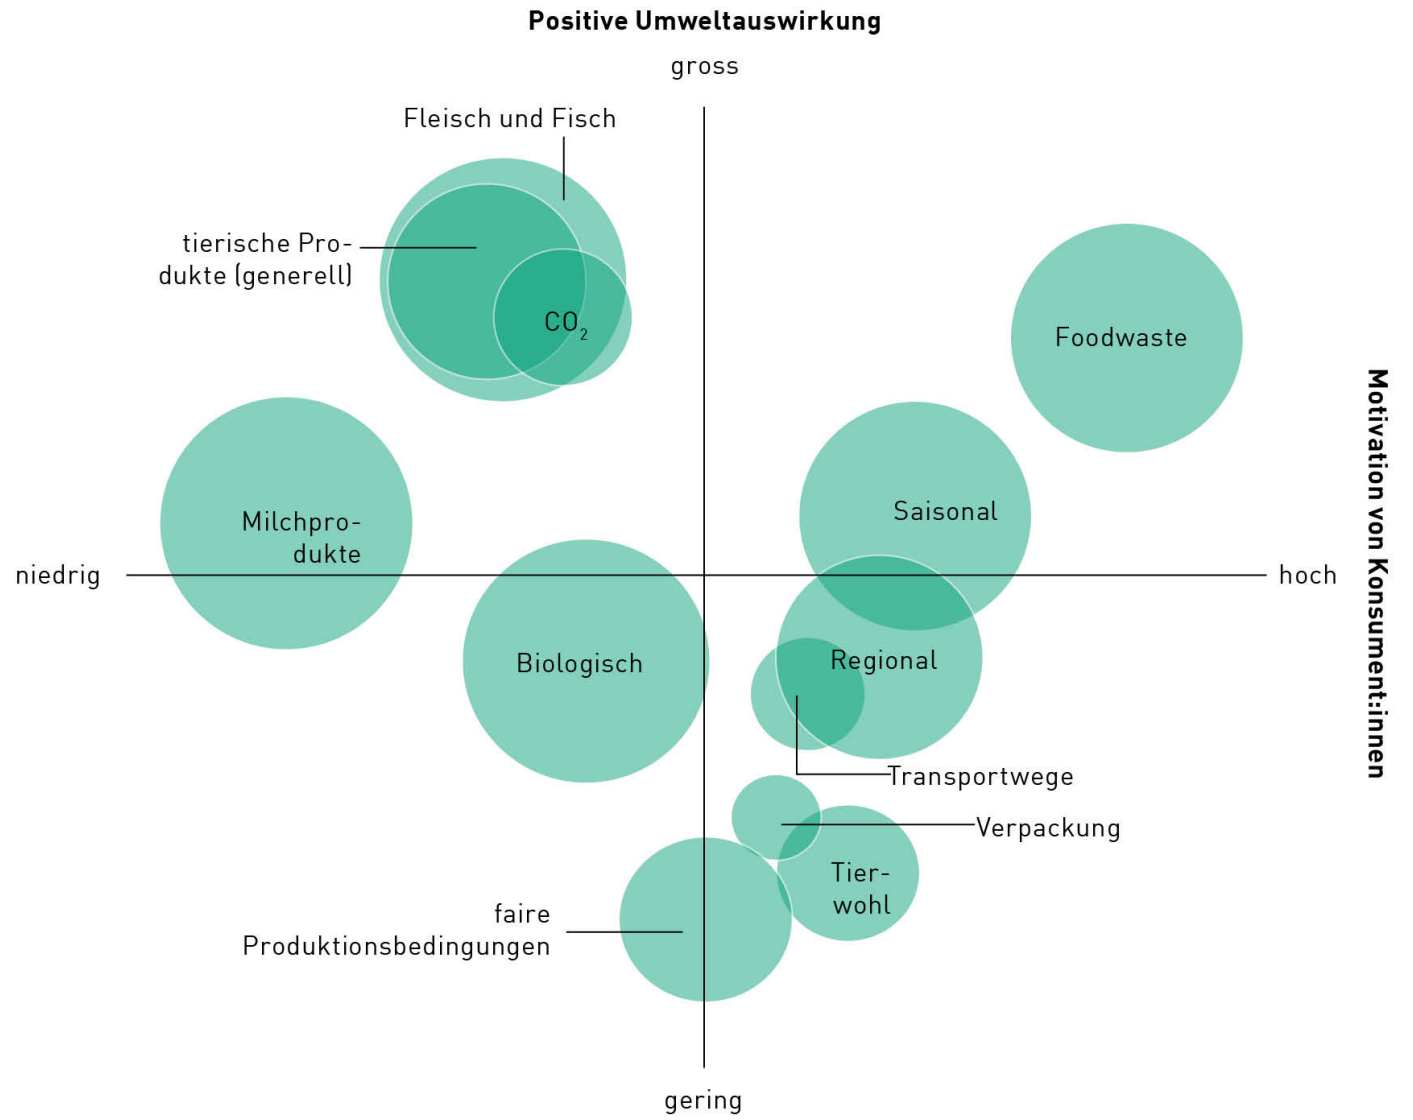 Positive Umweltauswirkung
gross
Fleisch und Fisch
tierische Pro-
dukte (generell)
CO₂
Foodwaste
Motivation von Konsument:innen
Saisonal
Milchpro-
dukte
niedrig
hoch
Biologisch
Regional
Transportwege
Verpackung
Tier-
wohl
faire
Produktionsbedingungen
gering